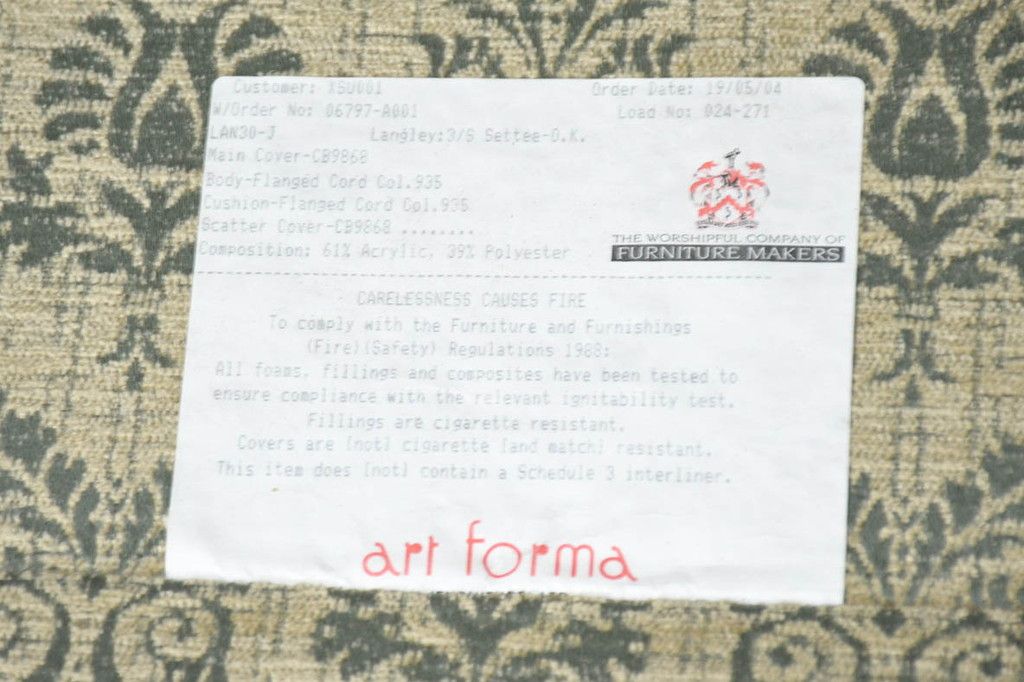 Customer: XSU001 Order Date: 19/05/04
W/Order No: 06797-A001 Load No: 024-271
LAN30-J Langley:3/S Settee-O.K.
Main Cover-CB9868
Body-Flanged Cord Col.935
Cushion-Flanged Cord Col.935
Scatter Cover-CB9868 ........
Composition: 61% Acrylic, 39% Polyester
THE WORSHIPFUL COMPANY OF
FURNITURE MAKERS
CARELESSNESS CAUSES FIRE
To comply with the Furniture and Furnishings
(Fire)(Safety) Regulations 1988:
All foams, fillings and composites have been tested to
ensure compliance with the relevant ignitability test.
Fillings are cigarette resistant.
Covers are [not] cigarette [and match] resistant.
This item does [not] contain a Schedule 3 interliner.
art forma